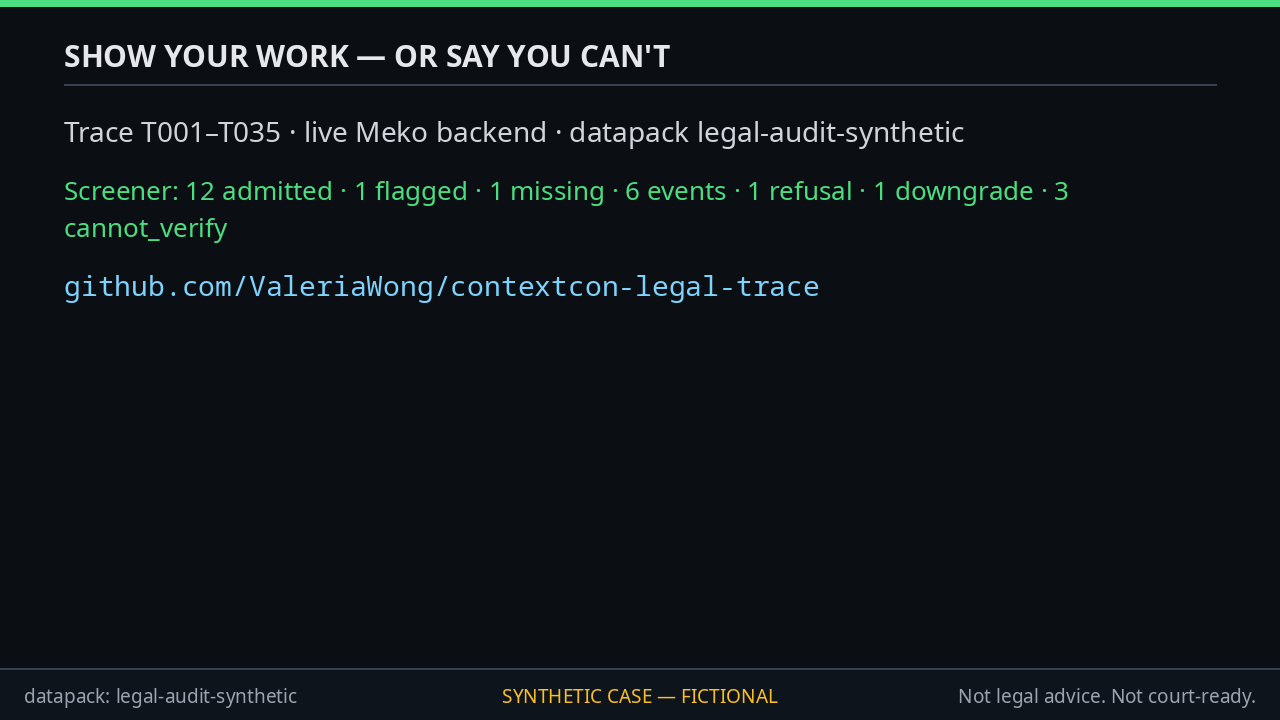 SHOW YOUR WORK — OR SAY YOU CAN'T
Trace T001–T035 · live Meko backend · datapack legal-audit-synthetic
Screener: 12 admitted · 1 flagged · 1 missing · 6 events · 1 refusal · 1 downgrade · 3
cannot_verify
github.com/ValeriaWong/contextcon-legal-trace
datapack: legal-audit-synthetic
SYNTHETIC CASE — FICTIONAL
Not legal advice. Not court-ready.